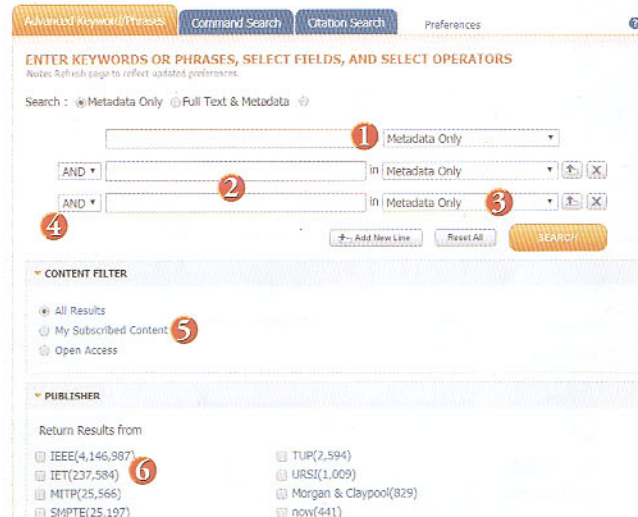 Advanced Keyword/Phrases Command Search Citation Search Preferences
ENTER KEYWORDS OR PHRASES, SELECT FIELDS, AND SELECT OPERATORS
Note: Refresh page to reflect updated preferences.
Search : Metadata Only Full Text & Metadata
1 Metadata Only
AND in Metadata Only X
2
AND in Metadata Only 3 X
4
Add New Line Reset All SEARCH
CONTENT FILTER
All Results
My Subscribed Content 5
Open Access
PUBLISHER
Return Results from
IEEE(4,146,987) TUP(2,594)
IET(237,584) 6 URSI(1,009)
MITP(25,566) Morgan & Claypool(829)
SMPTE(25,197) now(441)